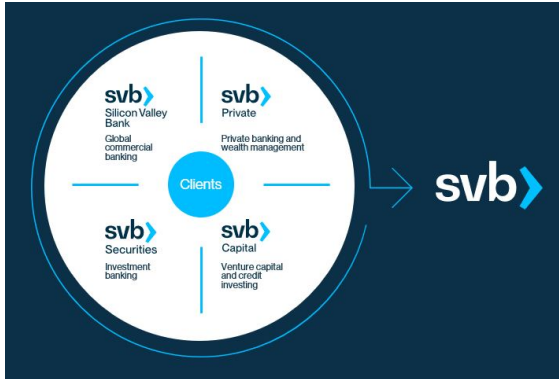 svb
Silicon Valley
Bank
Global
commercial
banking
svb
Private
Private banking and
wealth management
Clients
svb
Securities
Investment
banking
svb
Capital
Venture capital
and credit
investing
svb